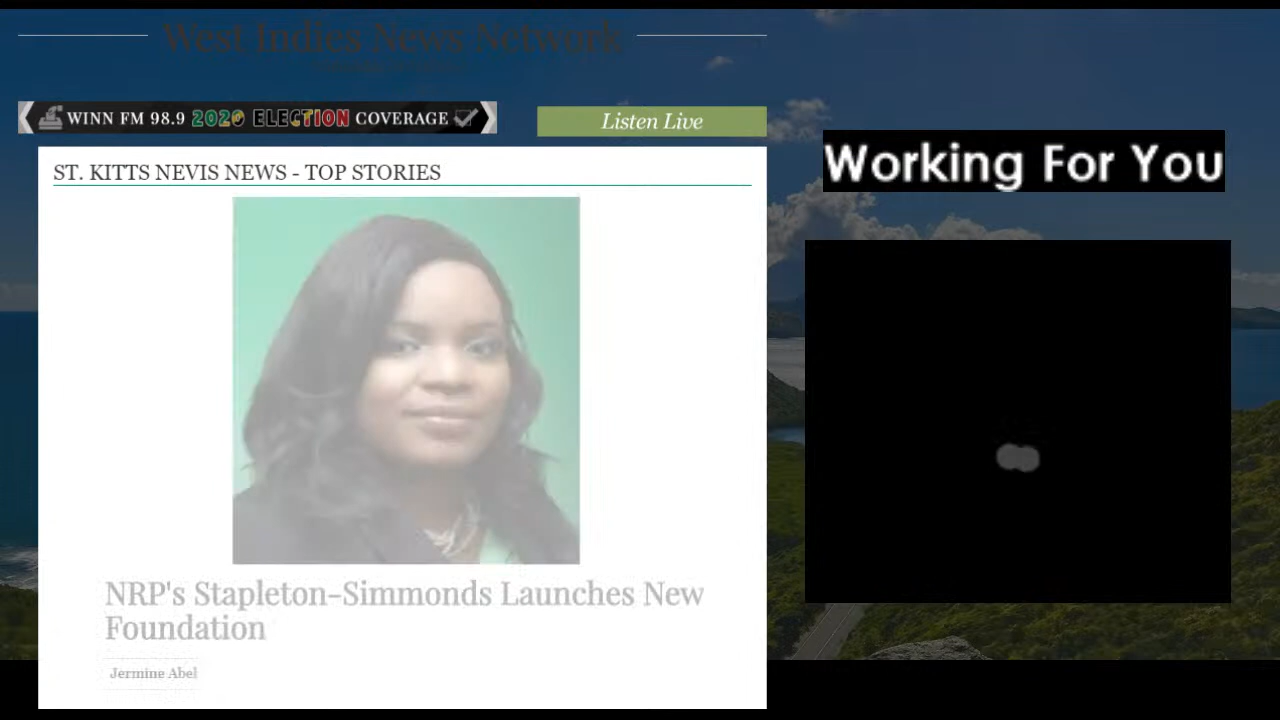 West Indies News Network
WINN FM 98.9 2020 ELECTION COVERAGE
Listen Live
ST. KITTS NEVIS NEWS - TOP STORIES
Working For You
NRP's Stapleton-Simmonds Launches New
Foundation
Jermine Abel